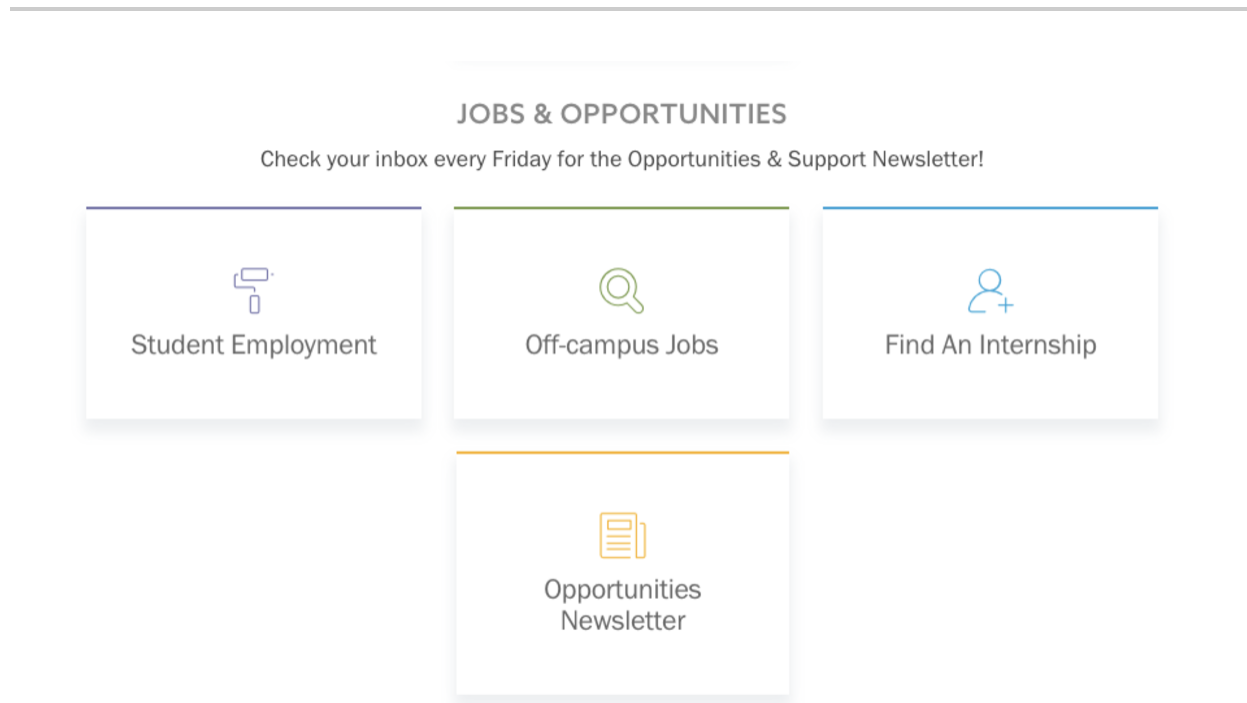 JOBS & OPPORTUNITIES
Check your inbox every Friday for the Opportunities & Support Newsletter!
Student Employment
Off-campus Jobs
Find An Internship
Opportunities
Newsletter